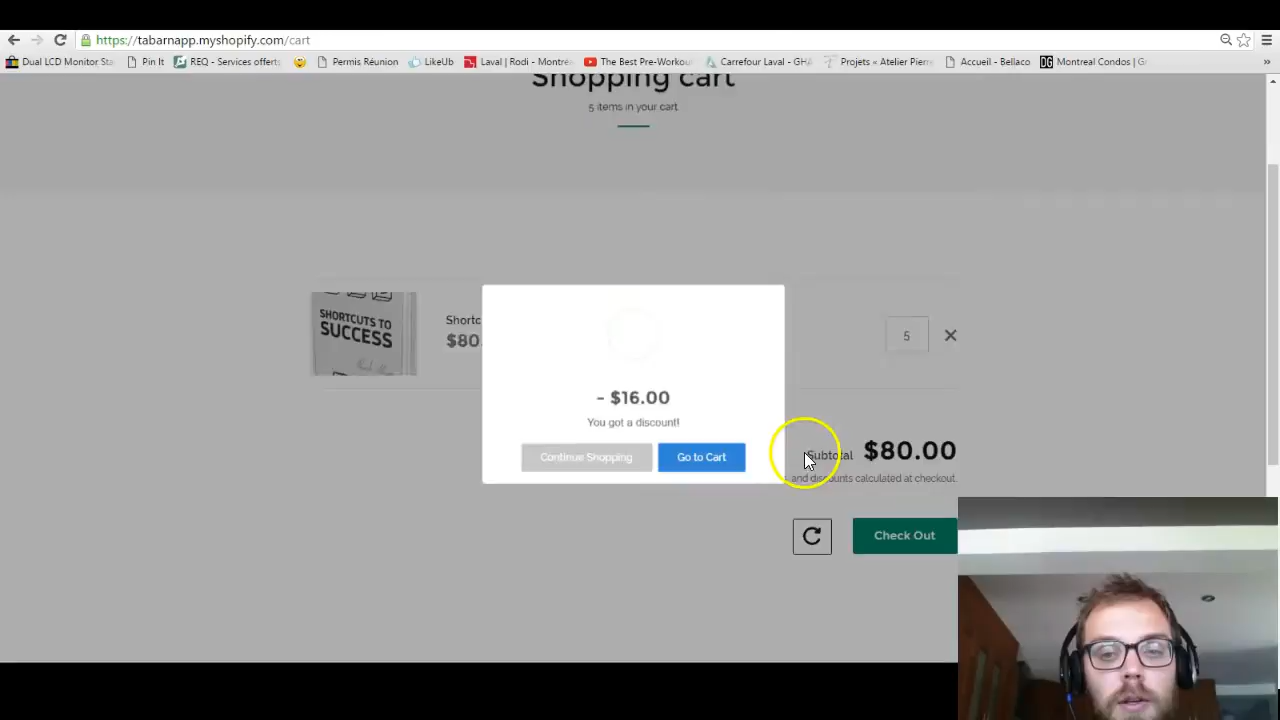 https://tabarnapp.myshopify.com/cart
Dual LCD Monitor Sta
Pin It
REQ - Services offerts
Permis Réunion
LikeUb
Laval | Rodi - Montre
The Best Pre-Workou
Carrefour Laval - GHA
Projets « Atelier Pierr
Accueil - Bellaco
DG Montreal Condos | G
»
Shopping cart
5 items in your cart
SHORTCUTS TO
SUCCESS
Shortc
$80.
5
- $16.00
You got a discount!
Continue Shopping
Go to Cart
Subtotal $80.00
and discounts calculated at checkout.
Check Out